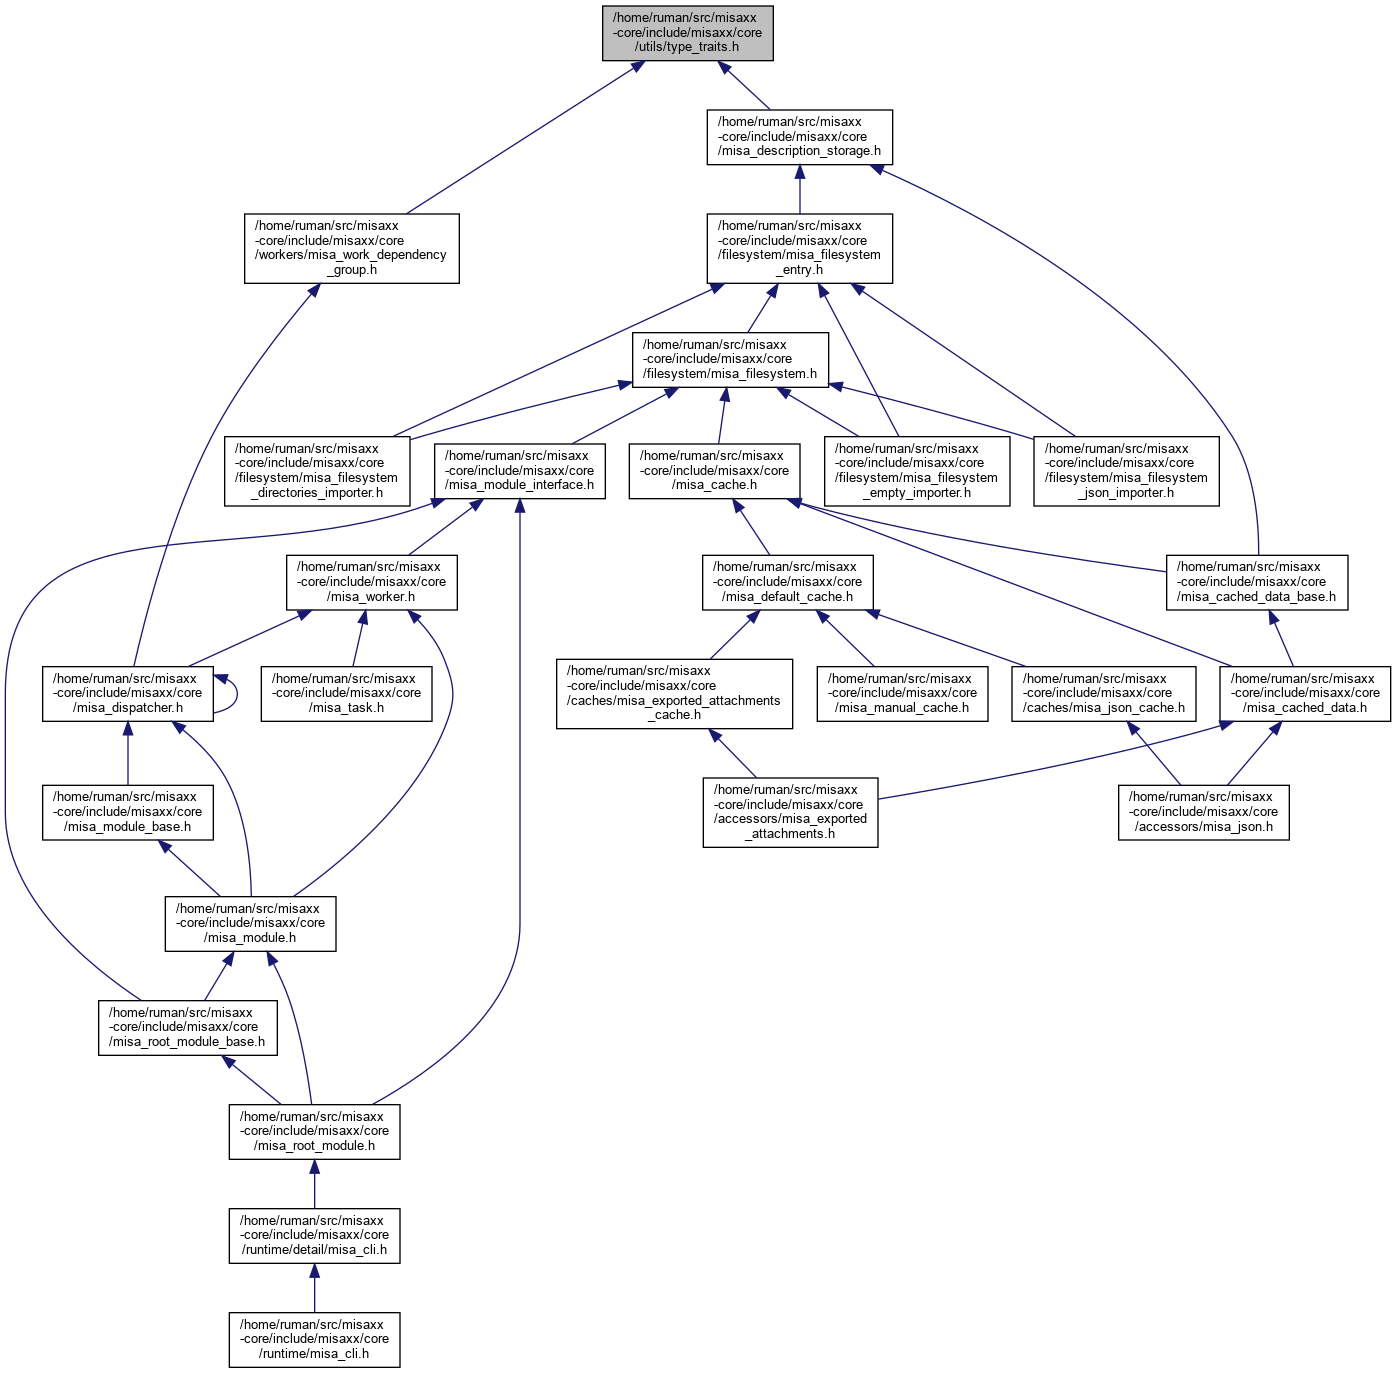 /home/ruman/src/misaxx
-core/include/misaxx/core
/utils/type_traits.h
/home/ruman/src/misaxx
-core/include/misaxx/core
/misa_description_storage.h
/home/ruman/src/misaxx
-core/include/misaxx/core
/workers/misa_work_dependency
_group.h
/home/ruman/src/misaxx
-core/include/misaxx/core
/filesystem/misa_filesystem
_entry.h
/home/ruman/src/misaxx
-core/include/misaxx/core
/filesystem/misa_filesystem.h
/home/ruman/src/misaxx
-core/include/misaxx/core
/filesystem/misa_filesystem
_directories_importer.h
/home/ruman/src/misaxx
-core/include/misaxx/core
/misa_module_interface.h
/home/ruman/src/misaxx
-core/include/misaxx/core
/misa_cache.h
/home/ruman/src/misaxx
-core/include/misaxx/core
/filesystem/misa_filesystem
_empty_importer.h
/home/ruman/src/misaxx
-core/include/misaxx/core
/filesystem/misa_filesystem
_json_importer.h
/home/ruman/src/misaxx
-core/include/misaxx/core
/misa_worker.h
/home/ruman/src/misaxx
-core/include/misaxx/core
/misa_default_cache.h
/home/ruman/src/misaxx
-core/include/misaxx/core
/misa_cached_data_base.h
/home/ruman/src/misaxx
-core/include/misaxx/core
/misa_dispatcher.h
/home/ruman/src/misaxx
-core/include/misaxx/core
/misa_task.h
/home/ruman/src/misaxx
-core/include/misaxx/core
/caches/misa_exported_attachments
_cache.h
/home/ruman/src/misaxx
-core/include/misaxx/core
/misa_manual_cache.h
/home/ruman/src/misaxx
-core/include/misaxx/core
/caches/misa_json_cache.h
/home/ruman/src/misaxx
-core/include/misaxx/core
/misa_cached_data.h
/home/ruman/src/misaxx
-core/include/misaxx/core
/misa_module_base.h
/home/ruman/src/misaxx
-core/include/misaxx/core
/accessors/misa_exported
_attachments.h
/home/ruman/src/misaxx
-core/include/misaxx/core
/accessors/misa_json.h
/home/ruman/src/misaxx
-core/include/misaxx/core
/misa_module.h
/home/ruman/src/misaxx
-core/include/misaxx/core
/misa_root_module_base.h
/home/ruman/src/misaxx
-core/include/misaxx/core
/misa_root_module.h
/home/ruman/src/misaxx
-core/include/misaxx/core
/runtime/detail/misa_cli.h
/home/ruman/src/misaxx
-core/include/misaxx/core
/runtime/misa_cli.h